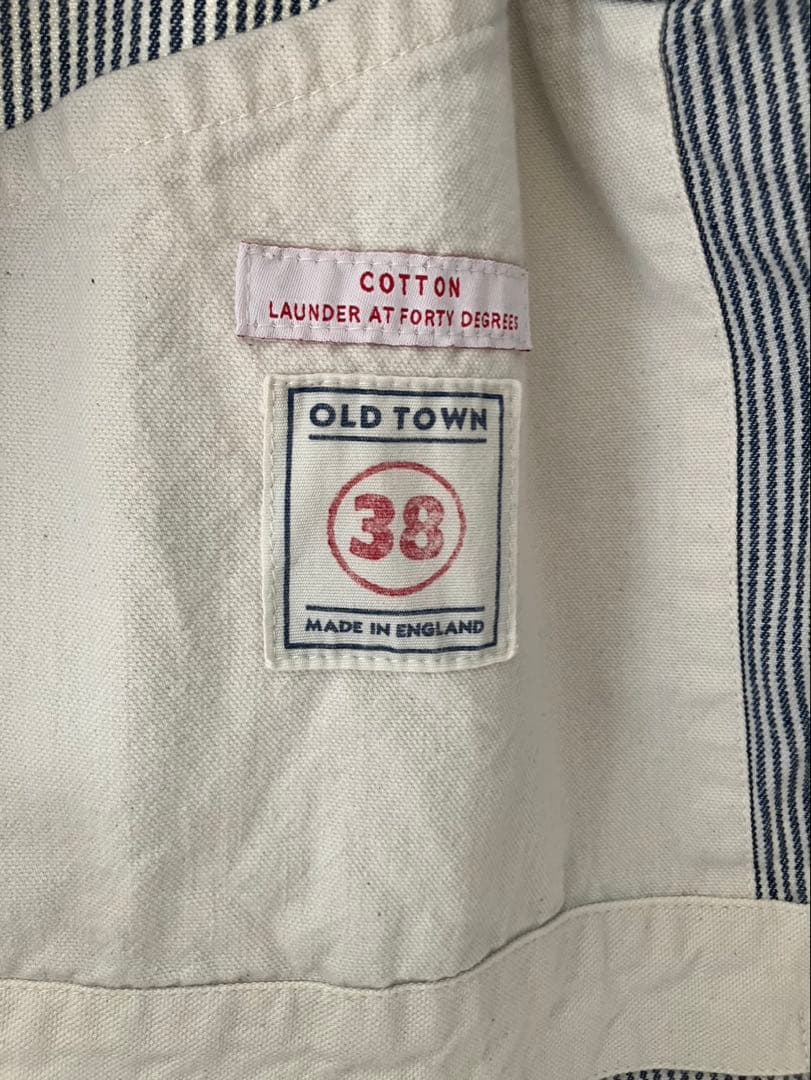 COTTON
LAUNDER AT FORTY DEGREES
OLD TOWN
38
MADE IN ENGLAND